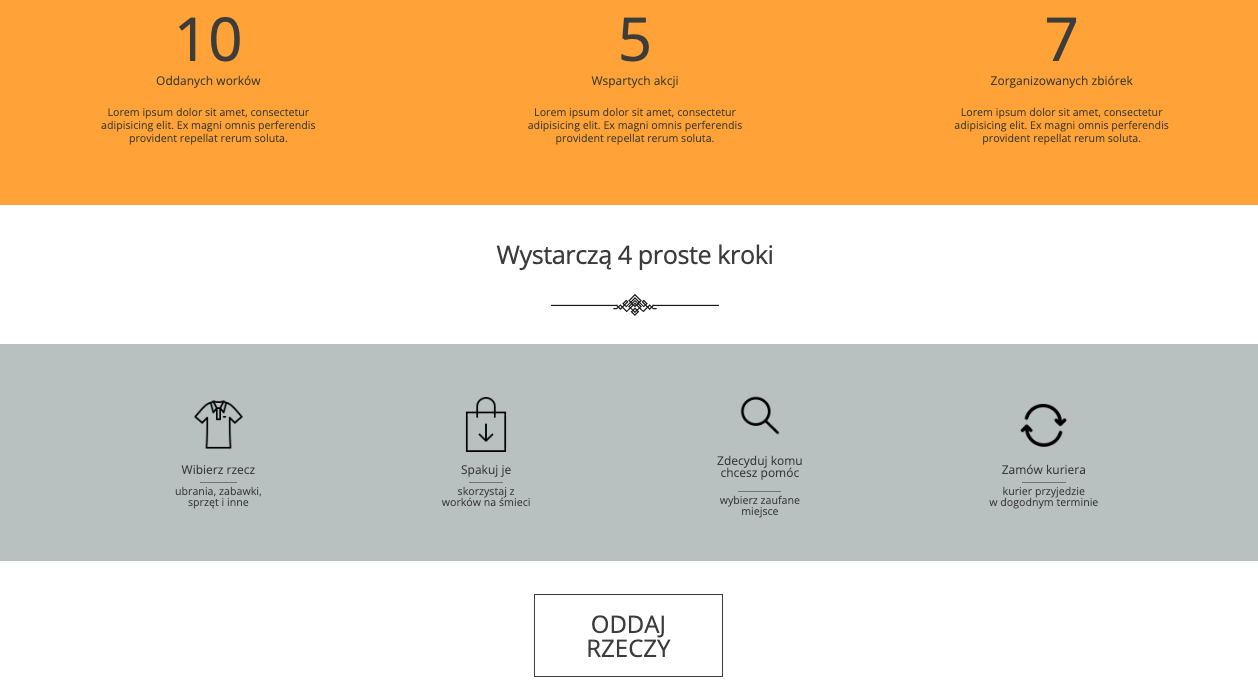 10
Oddanych worków
Lorem ipsum dolor sit amet, consectetur
adipisicing elit. Ex magni omnis perferendis
provident repellat rerum soluta.
5
Wspartych akcji
Lorem ipsum dolor sit amet, consectetur
adipisicing elit. Ex magni omnis perferendis
provident repellat rerum soluta.
7
Zorganizowanych zbiórek
Lorem ipsum dolor sit amet, consectetur
adipisicing elit. Ex magni omnis perferendis
provident repellat rerum soluta.
Wystarczą 4 proste kroki
Wibierz rzecz
ubrania, zabawki,
sprzęt i inne
Spakuj je
skorzystaj z
worków na śmieci
Zdecyduj komu
chcesz pomóc
wybierz zaufane
miejsce
Zamów kuriera
kurier przyjedzie
w dogodnym terminie
ODDAJ
RZECZY